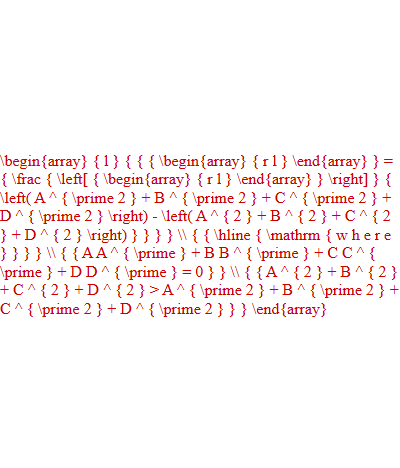 \begin{array} { l } { { { \begin{array} { r l } \end{array} } =
{ \frac { \left[ { \begin{array} { r l } \end{array} } \right] } {
\left( A ^ { \prime 2 } + B ^ { \prime 2 } + C ^ { \prime 2 } +
D ^ { \prime 2 } \right) - \left( A ^ { 2 } + B ^ { 2 } + C ^ { 2
} + D ^ { 2 } \right) } } } } \\ { { \hline { \mathrm { w h e r e
} } } } \\ { { A A ^ { \prime } + B B ^ { \prime } + C C ^ {
\prime } + D D ^ { \prime } = 0 } } \\ { { A ^ { 2 } + B ^ { 2 }
+ C ^ { 2 } + D ^ { 2 } > A ^ { \prime 2 } + B ^ { \prime 2 } +
C ^ { \prime 2 } + D ^ { \prime 2 } } } \end{array}